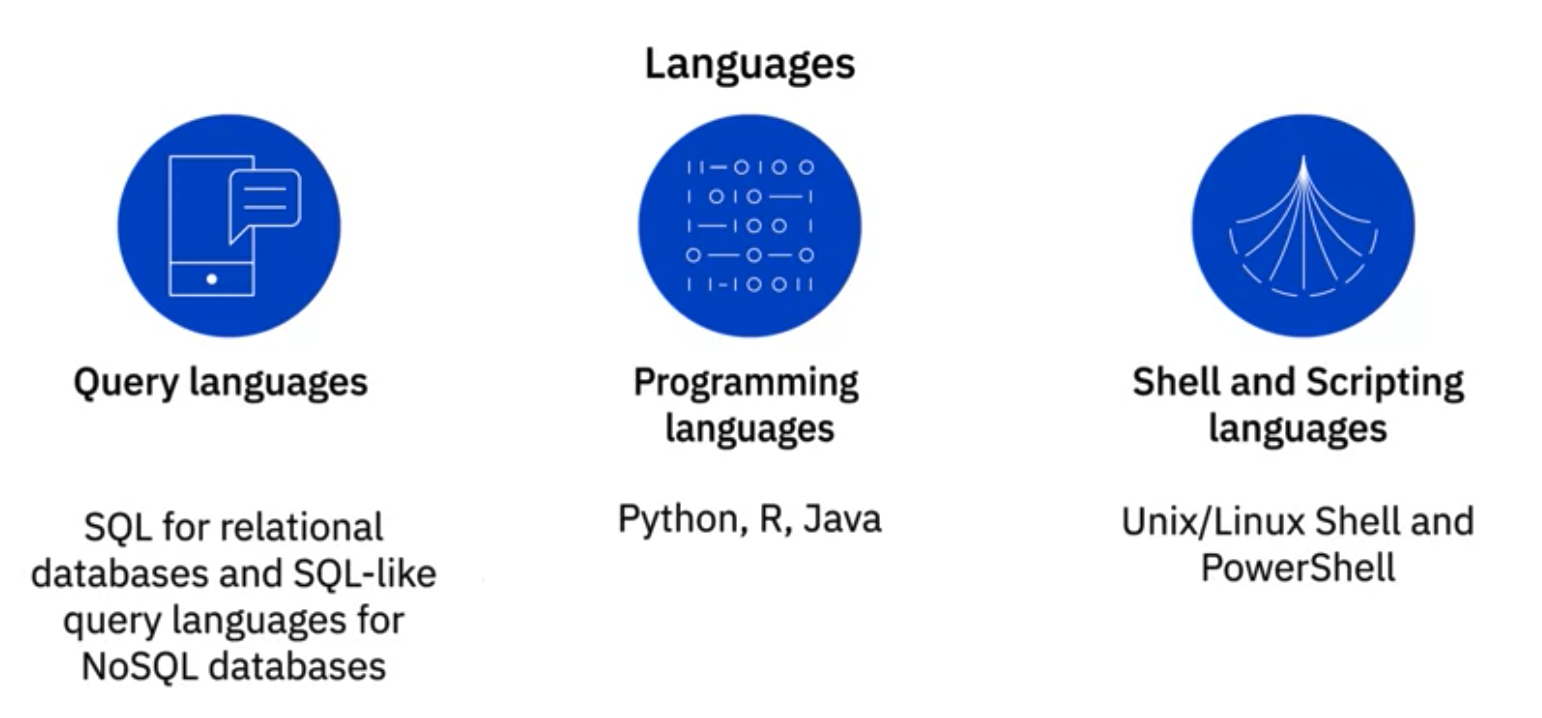 Languages
Query languages
SQL for relational
databases and SQL-like
query languages for
NoSQL databases
Programming
languages
Python, R, Java
Shell and Scripting
languages
Unix/Linux Shell and
PowerShell